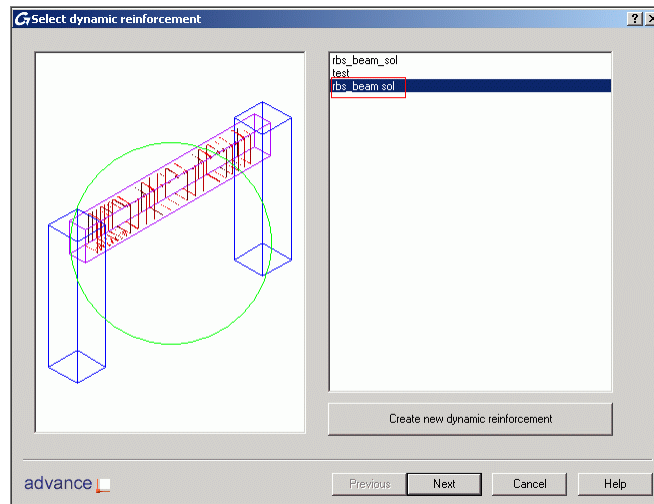 Select dynamic reinforcement
rbs_beam_sol
test
rbs_beam sol
Create new dynamic reinforcement
advance
Previous
Next
Cancel
Help